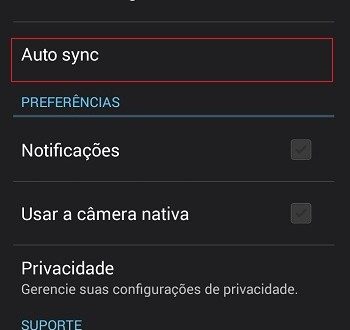 Auto sync
PREFERÊNCIAS
Notificações
Usar a câmera nativa
Privacidade
Gerencie suas configurações de privacidade.
SUPORTE